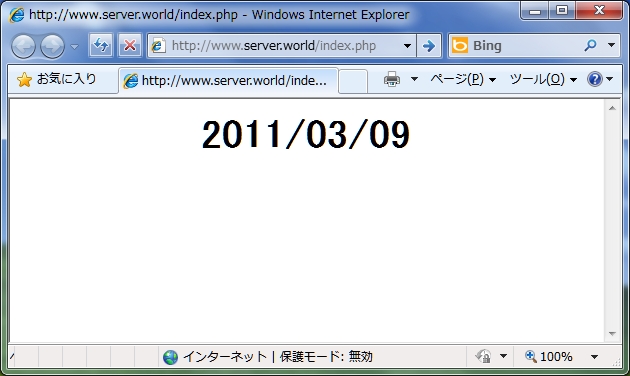 http://www.server.world/index.php - Windows Internet Explorer
http://www.server.world/index.php
Bing
お気に入り
http://www.server.world/inde...
ページ(P)
ツール(O)
2011/03/09
インターネット | 保護モード: 無効
100%